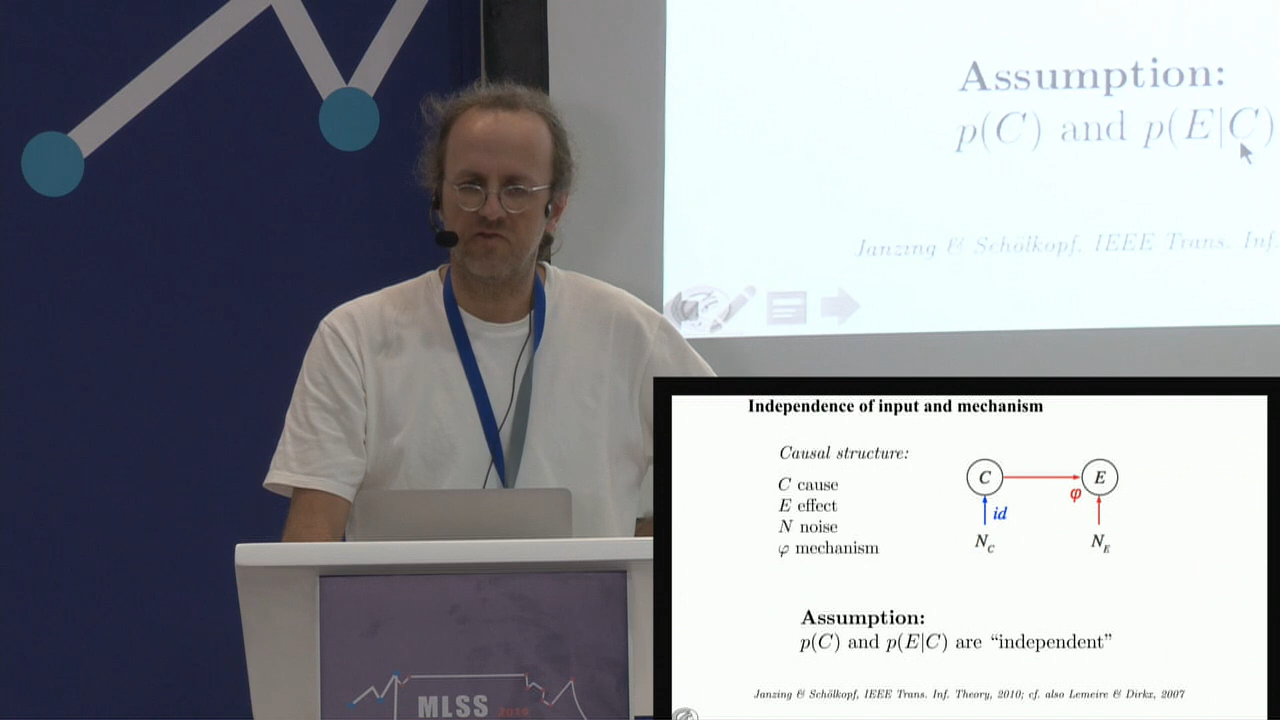 Assumption:
p(C) and p(E|C)
Janzing & Schölkopf, IEEE Trans. Inf.
Independence of input and mechanism
Causal structure:
C cause
E effect
N noise
φ mechanism
C
E
φ
id
N_C
N_E
Assumption:
p(C) and p(E|C) are “independent”
Janzing & Schölkopf, IEEE Trans. Inf. Theory, 2010; cf. also Lemeire & Dirkx, 2007
MLSS 2019